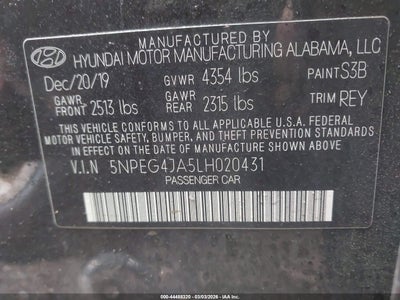 MANUFACTURED BY
HYUNDAI MOTOR MANUFACTURING ALABAMA, LLC
Dec/20/19 GVWR 4354 lbs PAINT S3B
GAWR FRONT 2513 lbs GAWR REAR 2315 lbs TRIM REY
THIS VEHICLE CONFORMS TO ALL APPLICABLE U.S.A. FEDERAL
MOTOR VEHICLE SAFETY, BUMPER, AND THEFT PREVENTION STANDARDS
IN EFFECT ON THE DATE OF MANUFACTURE SHOWN ABOVE.
V.I.N 5NPEG4JA5LH020431
PASSENGER CAR
000-44488320 - 03/03/2026 - IAA Inc.